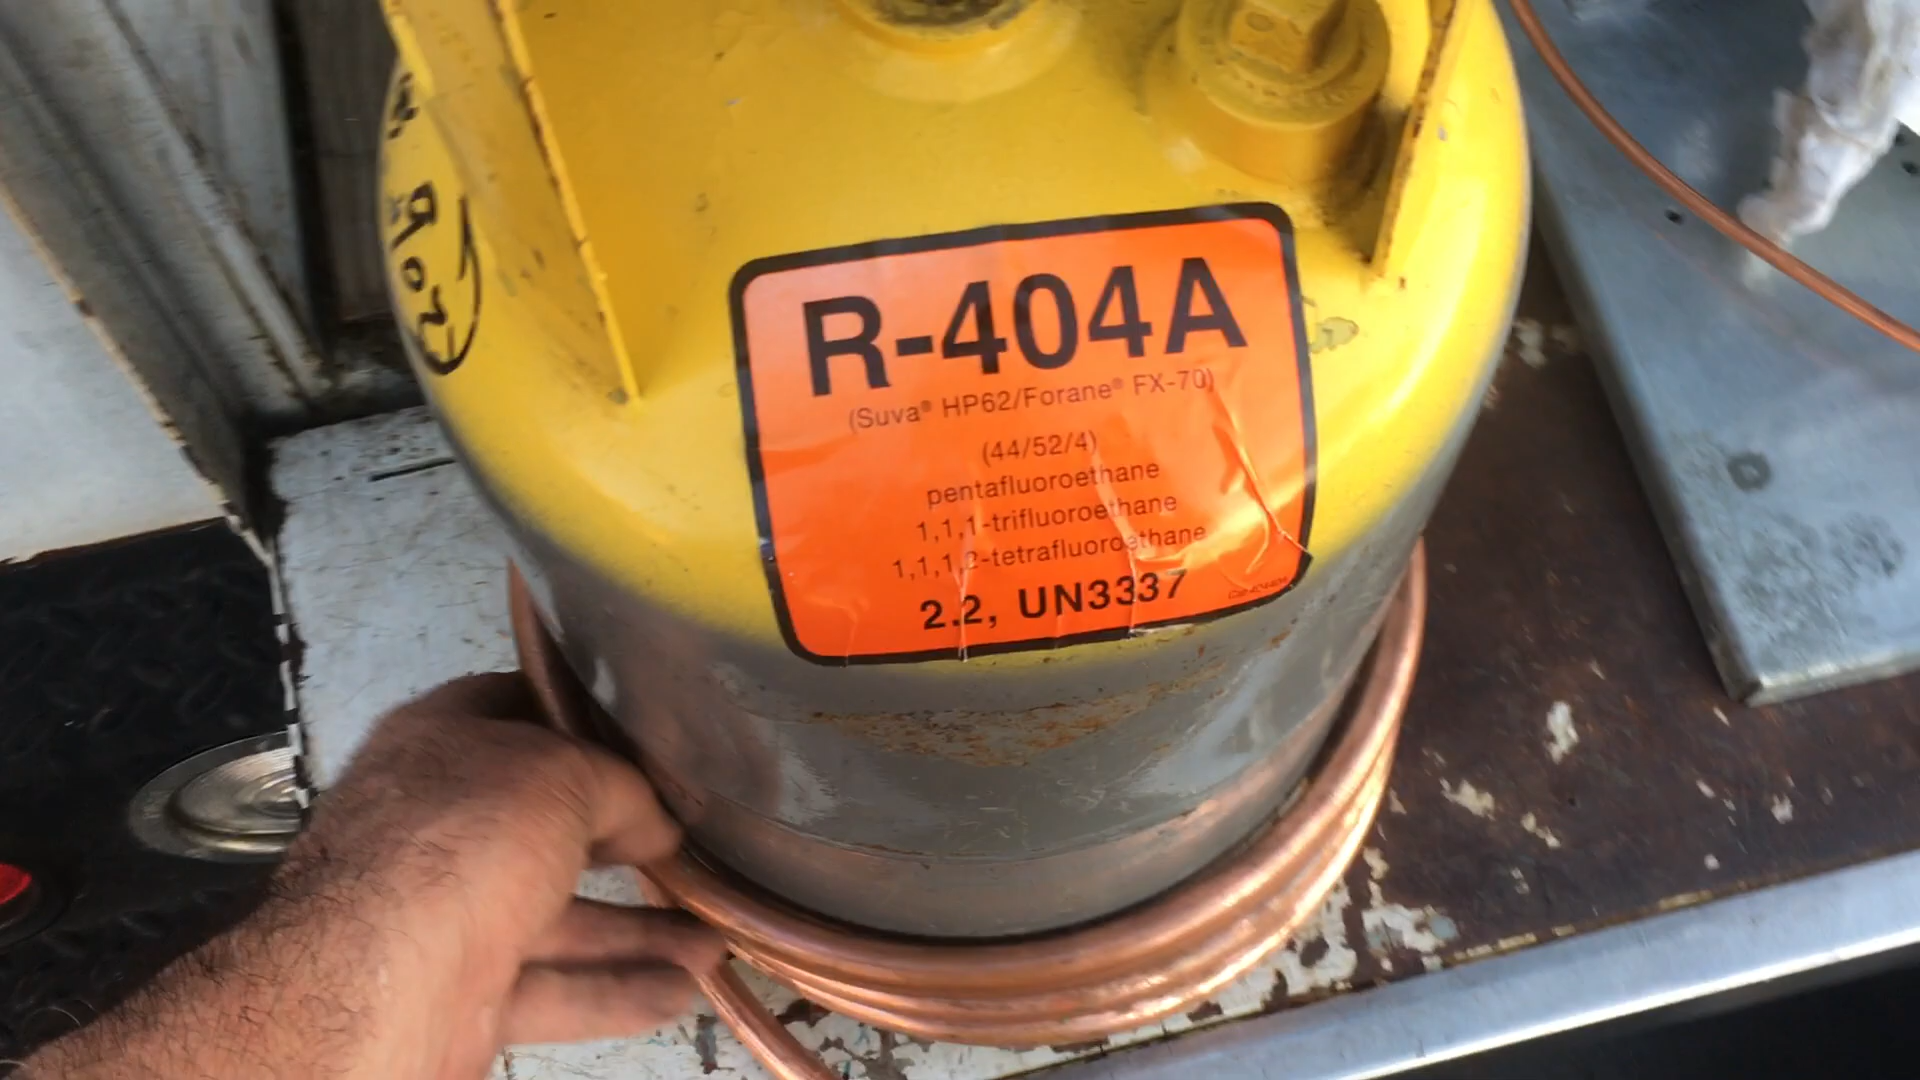 R-404A
(Suva® HP62/Forane® FX-70)
(44/52/4)
pentafluoroethane
1,1,1-trifluoroethane
1,1,1,2-tetrafluoroethane
2.2, UN3337